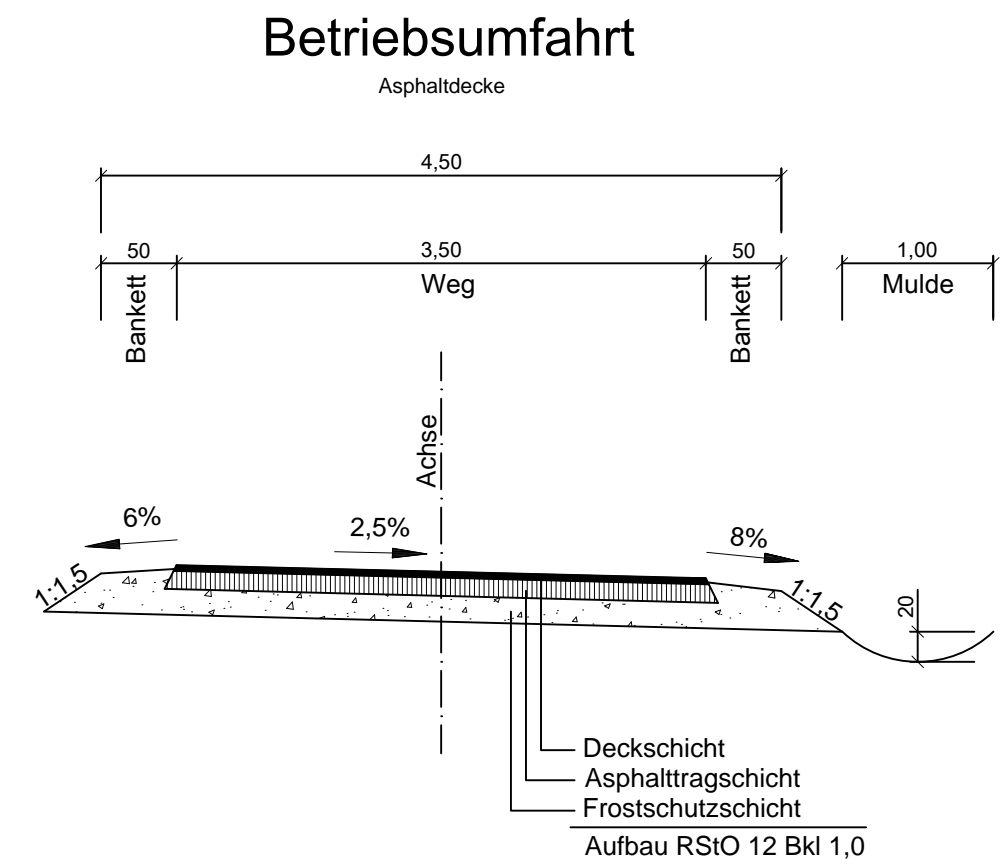 Betriebsumfahrt
Asphaltdecke
4,50
50
3,50
50
1,00
Bankett
Weg
Bankett
Mulde
Achse
6%
2,5%
8%
1:1,5
1:1,5
20
Deckschicht
Asphalttragschicht
Frostschutzschicht
Aufbau RStO 12 Bkl 1,0